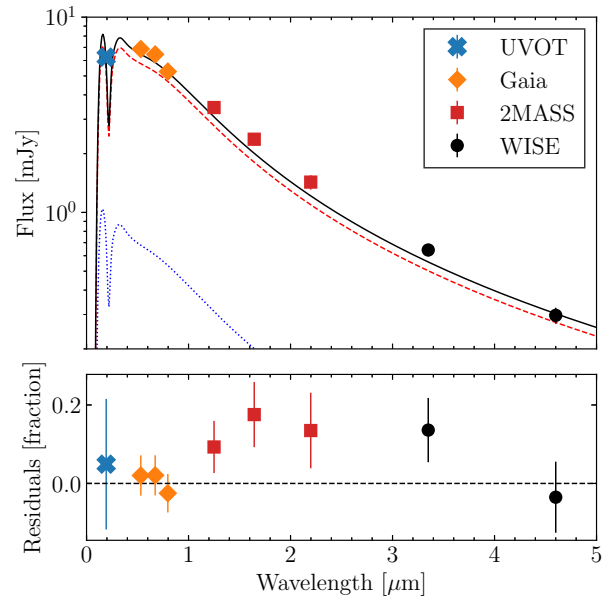 10^1
10^0
Flux [mJy]
UVOT
Gaia
2MASS
WISE
0.2
0.0
Residuals [fraction]
0 1 2 3 4 5
Wavelength [μm]